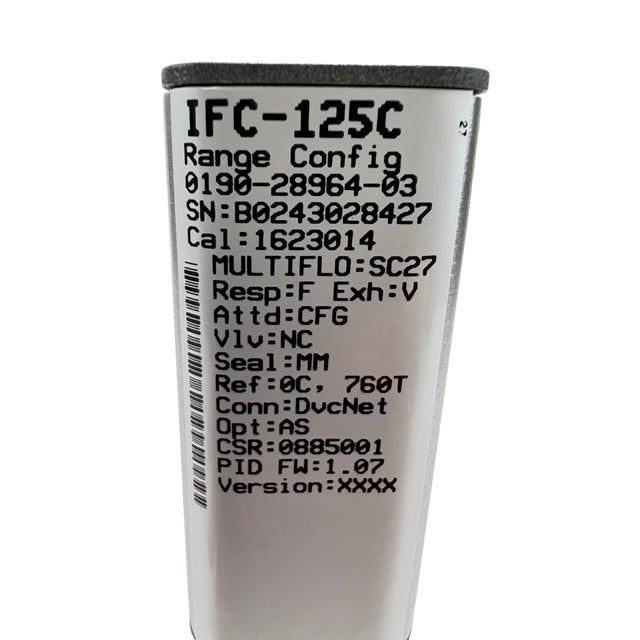 IFC-125C
Range Config
0190-28964-03
SN:B0243028427
Cal:1623014
MULTIFLO:SC27
Resp:F Exh:V
Attd:CFG
Vlv:NC
Seal:MM
Ref:0C, 760T
Conn:DvcNet
Opt:AS
CSR:0885001
PID FW:1.07
Version:XXXX